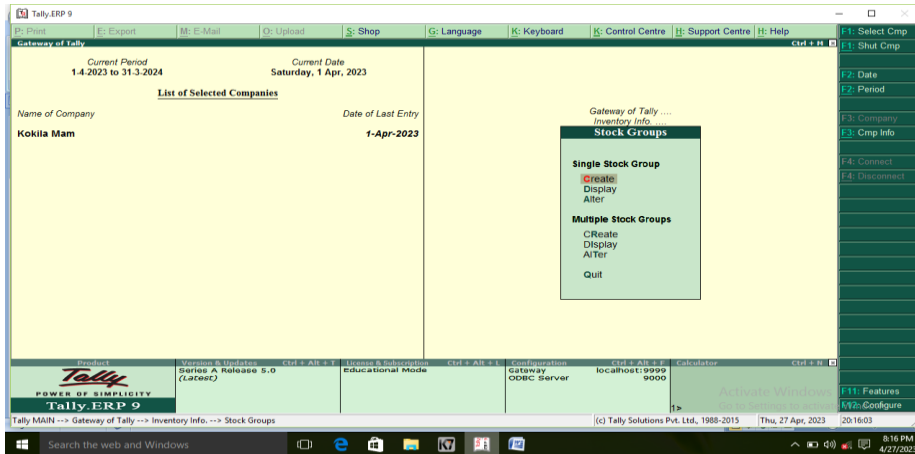 Tally.ERP 9
P: Print E: Export M: E-Mail O: Upload S: Shop G: Language K: Keyboard K: Control Centre H: Support Centre H: Help F1: Select Cmp
Gateway of Tally Ctrl + M F1: Shut Cmp
Current Period Current Date
1-4-2023 to 31-3-2024 Saturday, 1 Apr, 2023
F2: Date
F2: Period
List of Selected Companies
Name of Company Date of Last Entry
Kokila Mam 1-Apr-2023
Gateway of Tally ....
Inventory Info. ....
Stock Groups
Single Stock Group
Create
Display
Alter
Multiple Stock Groups
CReate
DIsplay
AlTer
Quit
F3: Company
F3: Cmp Info
F4: Connect
F4: Disconnect
Product Version & Updates Ctrl + Alt + T License & Subscription Ctrl + Alt + L Configuration Ctrl + Alt + F Calculator Ctrl + N
Tally
POWER OF SIMPLICITY
Tally.ERP 9
Series A Release 5.0
(Latest)
Educational Mode
Gateway localhost:9999
ODBC Server 9000
1>
Activate Windows
Go to Settings to activate
F11: Features
F12: Configure
Tally MAIN --> Gateway of Tally --> Inventory Info. --> Stock Groups (c) Tally Solutions Pvt. Ltd., 1988-2015 Thu, 27 Apr, 2023 20:16:03
Search the web and Windows
8:16 PM
4/27/2023